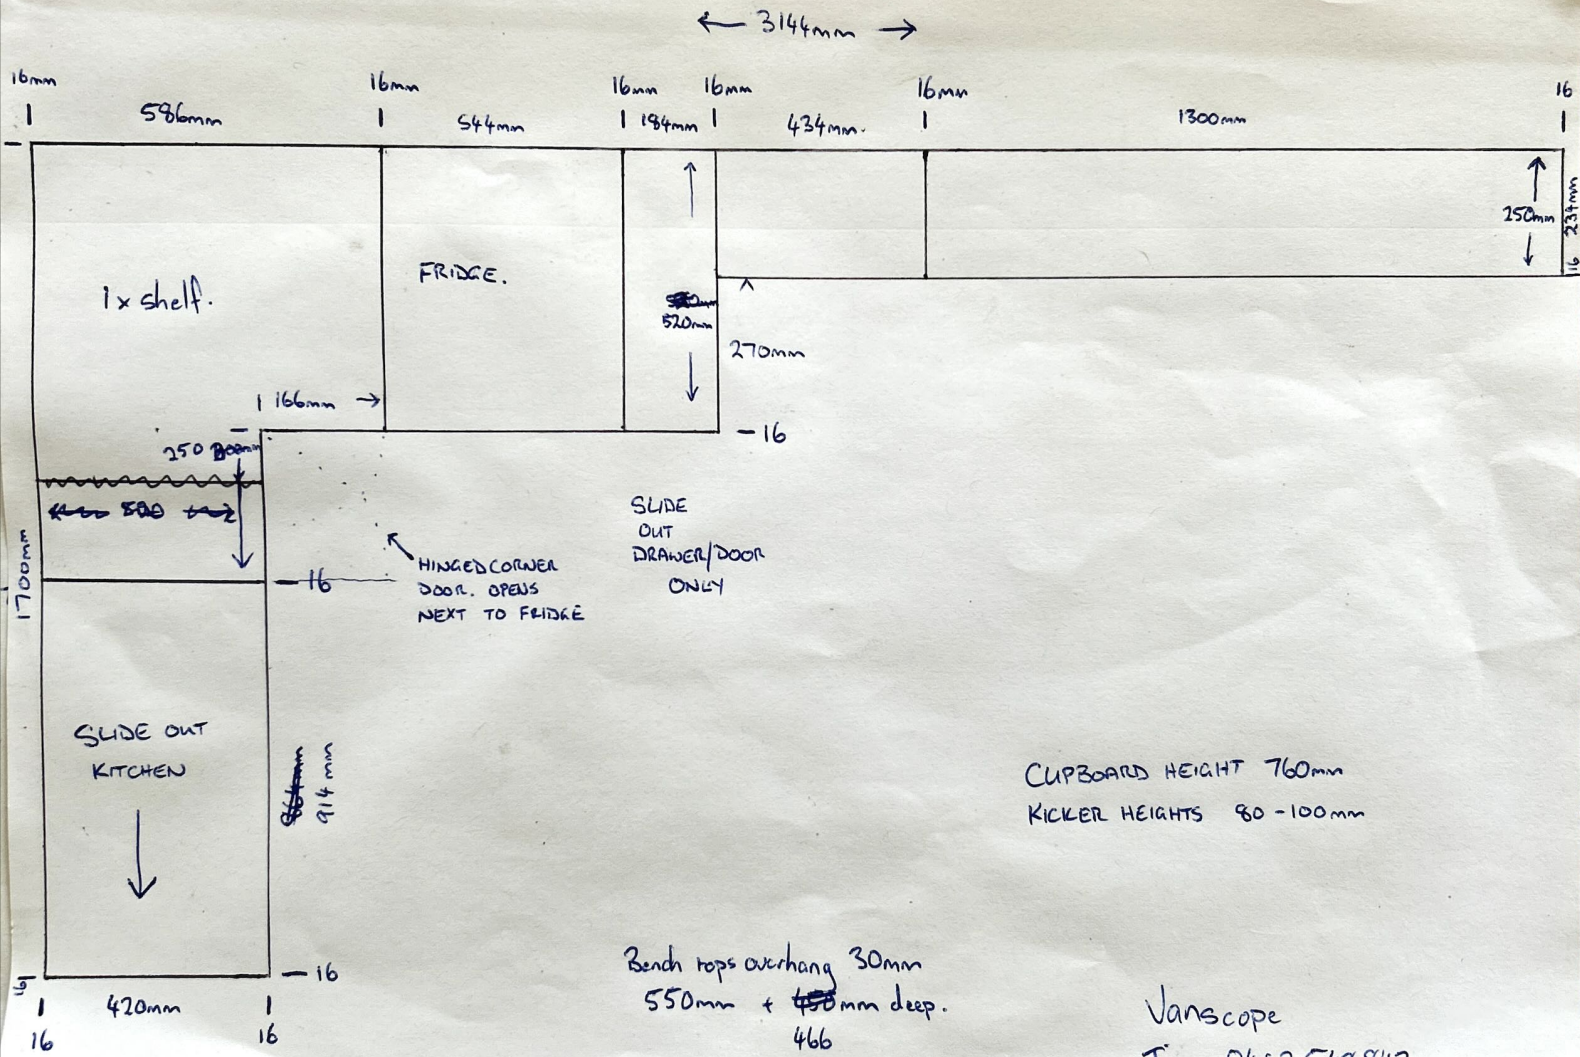 3144mm
16mm
16mm
16mm
16mm
16mm
16
586mm
544mm
184mm
434mm.
1300mm
250mm
234mm
16
FRIDGE.
1x shelf.
520mm
270mm
166mm
16
250
1700mm
SLIDE
OUT
DRAWER/DOOR
ONLY
16
HINGED CORNER
DOOR. OPENS
NEXT TO FRIDGE
SLIDE OUT
KITCHEN
914mm
CUPBOARD HEIGHT 760mm
KICKER HEIGHTS 80-100mm
16
16
Bench tops overhang 30mm
550mm + mm deep.
466
420mm
16
16
Vanscope